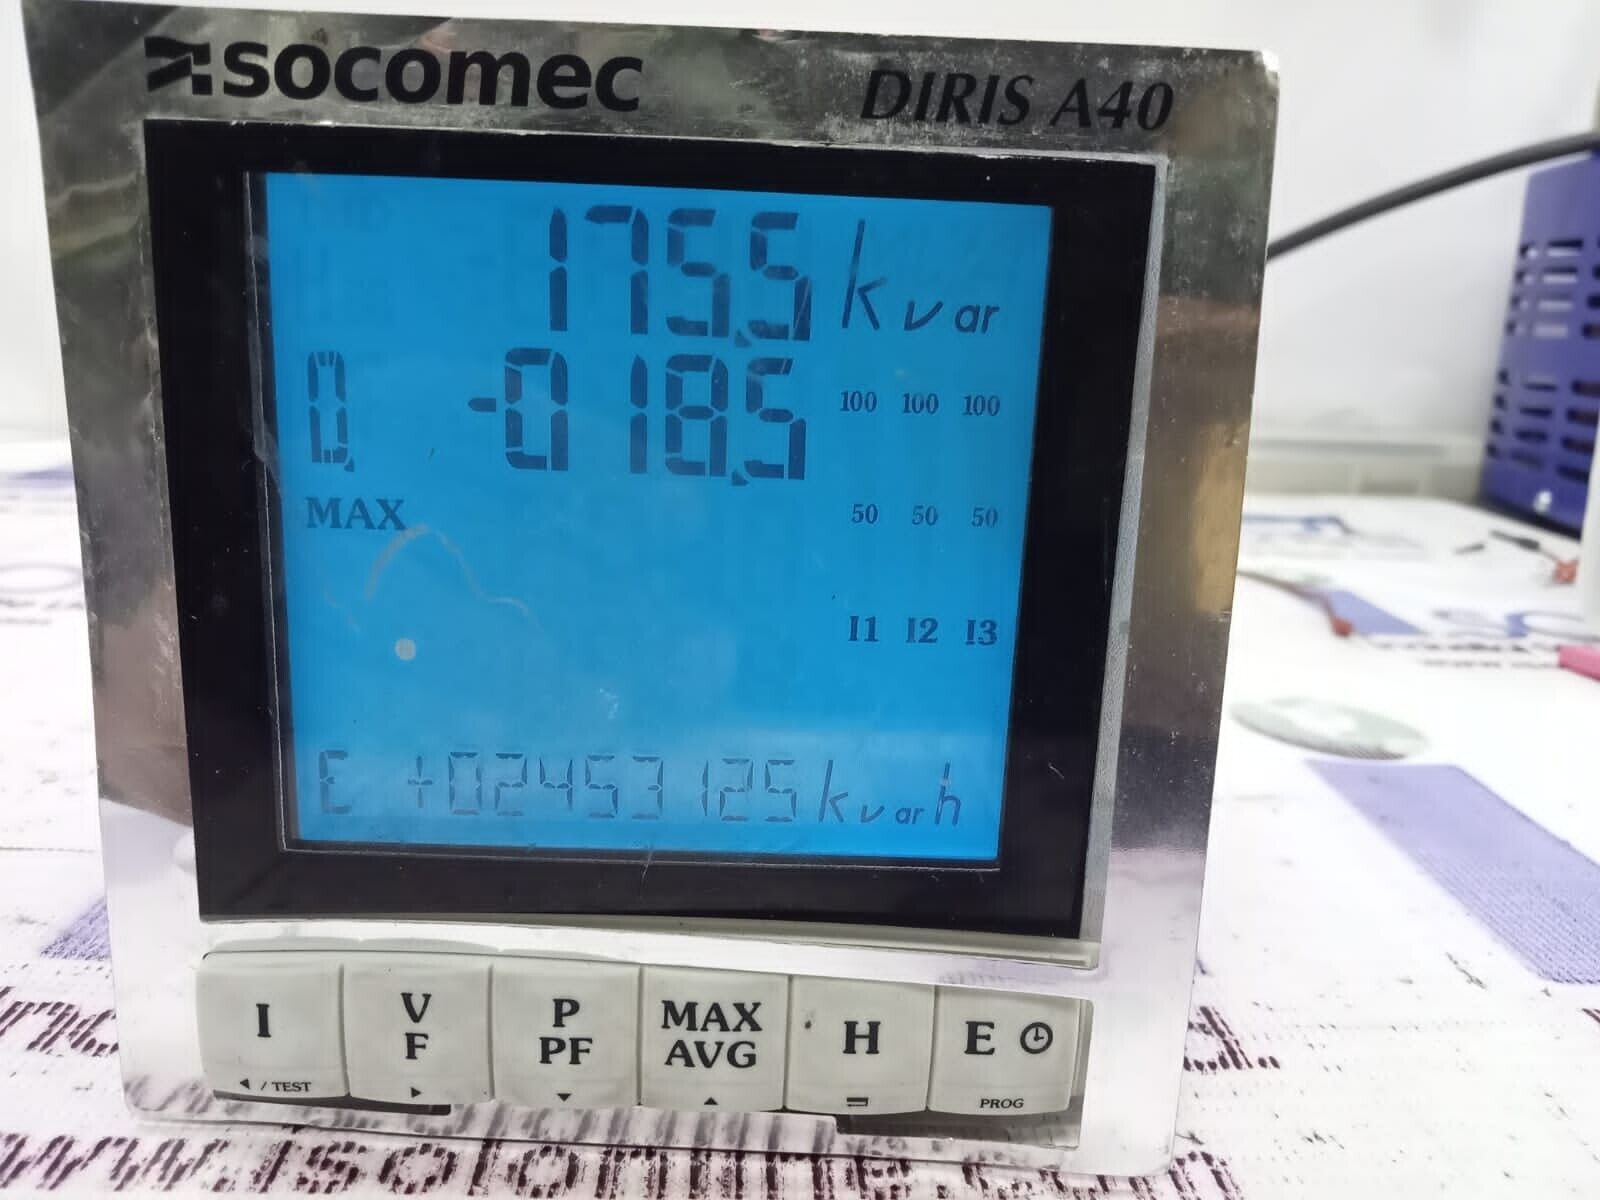 socomec
DIRIS A40
175.5 kvar
Q. -018.5
100 100 100
MAX
50 50 50
I1 I2 I3
E +02453125 kvarh
I
◀ / TEST
V
F
▶
P
PF
▼
MAX
AVG
▲
H
E
PROG